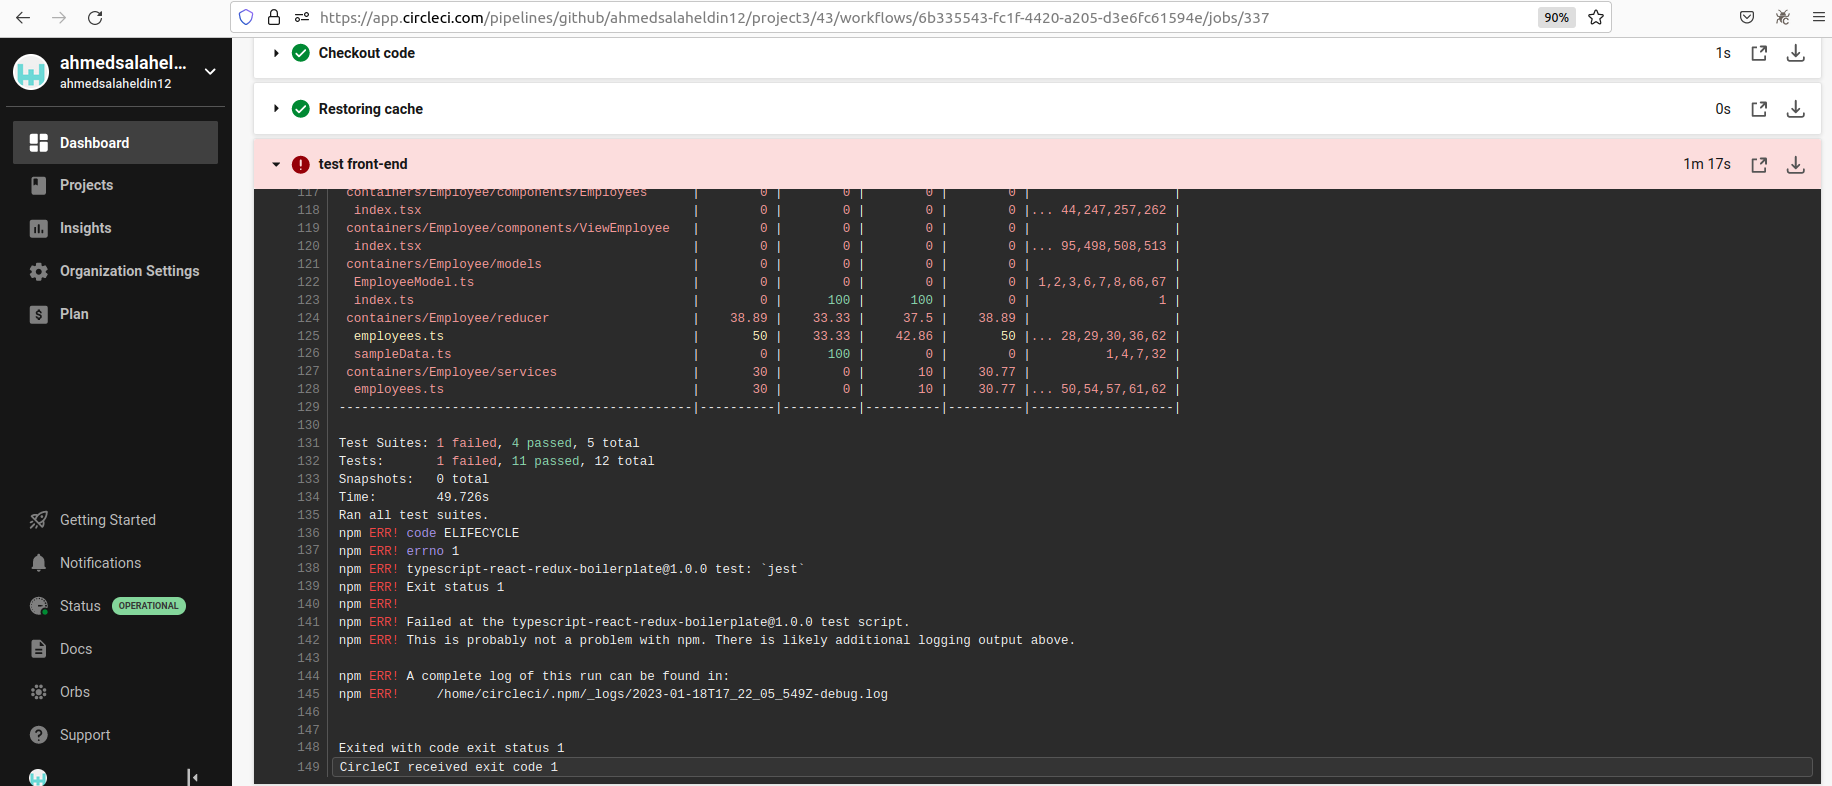 https://app.circleci.com/pipelines/github/ahmedsalaheldin12/project3/43/workflows/6b335543-fc1f-4420-a205-d3e6fc61594e/jobs/337
90%
ahmedsalahel...
ahmedsalaheldin12
Dashboard
Projects
Insights
Organization Settings
Plan
Getting Started
Notifications
Status OPERATIONAL
Docs
Orbs
Support
Checkout code 1s
Restoring cache 0s
test front-end 1m 17s
117 containers/Employee/components/Employees | 0 | 0 | 0 | 0 | |
118 index.tsx | 0 | 0 | 0 | 0 |... 44,247,257,262 |
119 containers/Employee/components/ViewEmployee | 0 | 0 | 0 | 0 | |
120 index.tsx | 0 | 0 | 0 | 0 |... 95,498,508,513 |
121 containers/Employee/models | 0 | 0 | 0 | 0 | |
122 EmployeeModel.ts | 0 | 0 | 0 | 0 | 1,2,3,6,7,8,66,67 |
123 index.ts | 0 | 100 | 100 | 0 | 1 |
124 containers/Employee/reducer | 38.89 | 33.33 | 37.5 | 38.89 | |
125 employees.ts | 50 | 33.33 | 42.86 | 50 |... 28,29,30,36,62 |
126 sampleData.ts | 0 | 100 | 0 | 0 | 1,4,7,32 |
127 containers/Employee/services | 30 | 0 | 10 | 30.77 | |
128 employees.ts | 30 | 0 | 10 | 30.77 |... 50,54,57,61,62 |
129 -----------------------------------------------|----------|----------|----------|----------|-------------------|
130
131 Test Suites: 1 failed, 4 passed, 5 total
132 Tests: 1 failed, 11 passed, 12 total
133 Snapshots: 0 total
134 Time: 49.726s
135 Ran all test suites.
136 npm ERR! code ELIFECYCLE
137 npm ERR! errno 1
138 npm ERR! typescript-react-redux-boilerplate@1.0.0 test: `jest`
139 npm ERR! Exit status 1
140 npm ERR!
141 npm ERR! Failed at the typescript-react-redux-boilerplate@1.0.0 test script.
142 npm ERR! This is probably not a problem with npm. There is likely additional logging output above.
143
144 npm ERR! A complete log of this run can be found in:
145 npm ERR! /home/circleci/.npm/_logs/2023-01-18T17_22_05_549Z-debug.log
146
147
148 Exited with code exit status 1
149 CircleCI received exit code 1